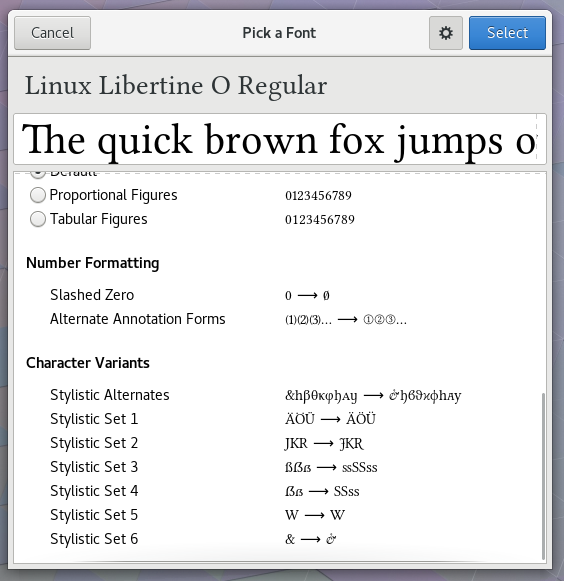 Cancel
Pick a Font
Select
Linux Libertine O Regular
The quick brown fox jumps o
Default
Proportional Figures 0123456789
Tabular Figures 0123456789
Number Formatting
Slashed Zero 0 ⟶ 0̸
Alternate Annotation Forms (1)(2)(3)... ⟶ ①②③...
Character Variants
Stylistic Alternates
Stylistic Set 1 ÄÖÜ ⟶ ÄÖÜ
Stylistic Set 2 JKR ⟶ JKR
Stylistic Set 3 ßẞß ⟶ ssSSss
Stylistic Set 4 ẞß ⟶ SSss
Stylistic Set 5 W ⟶ W
Stylistic Set 6 & ⟶ &